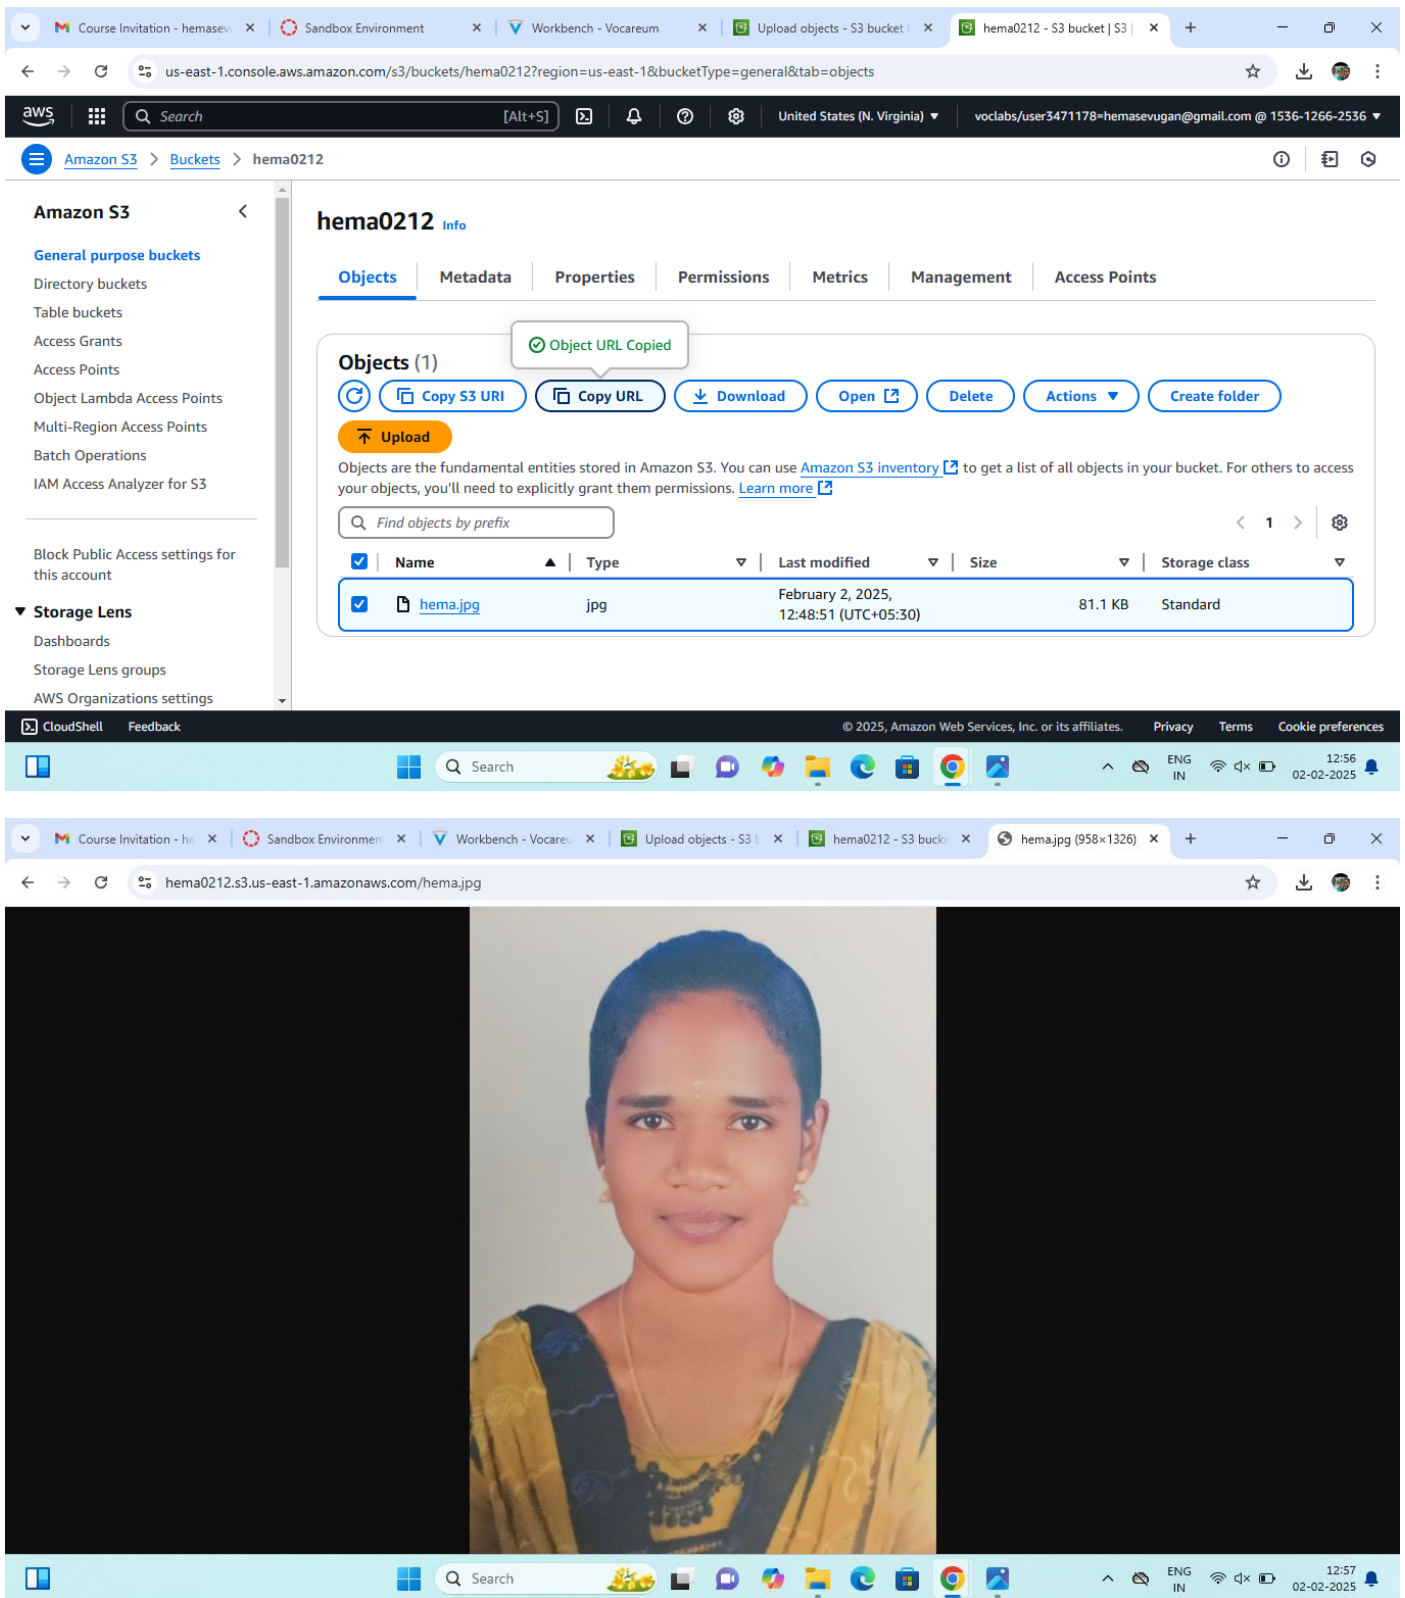 Course Invitation - hemasev
Sandbox Environment
Workbench - Vocareum
Upload objects - S3 bucket
hema0212 - S3 bucket | S3 |
us-east-1.console.aws.amazon.com/s3/buckets/hema0212?region=us-east-1&bucketType=general&tab=objects
aws
Search [Alt+S]
United States (N. Virginia)
voclabs/user3471178=hemasevugan@gmail.com @ 1536-1266-2536
Amazon S3 > Buckets > hema0212
Amazon S3
General purpose buckets
Directory buckets
Table buckets
Access Grants
Access Points
Object Lambda Access Points
Multi-Region Access Points
Batch Operations
IAM Access Analyzer for S3
Block Public Access settings for
this account
Storage Lens
Dashboards
Storage Lens groups
AWS Organizations settings
hema0212 Info
Objects
Metadata
Properties
Permissions
Metrics
Management
Access Points
Object URL Copied
Objects (1)
Copy S3 URI
Copy URL
Download
Open
Delete
Actions
Create folder
Upload
Objects are the fundamental entities stored in Amazon S3. You can use Amazon S3 inventory to get a list of all objects in your bucket. For others to access
your objects, you'll need to explicitly grant them permissions. Learn more
Find objects by prefix
1
Name Type Last modified Size Storage class
hema.jpg jpg February 2, 2025, 12:48:51 (UTC+05:30) 81.1 KB Standard
CloudShell Feedback © 2025, Amazon Web Services, Inc. or its affiliates. Privacy Terms Cookie preferences
Search
ENG
IN
12:56
02-02-2025
Course Invitation - he
Sandbox Environmen
Workbench - Vocareu
Upload objects - S3 b
hema0212 - S3 bucke
hema.jpg (958×1326)
hema0212.s3.us-east-1.amazonaws.com/hema.jpg
Search
ENG
IN
12:57
02-02-2025